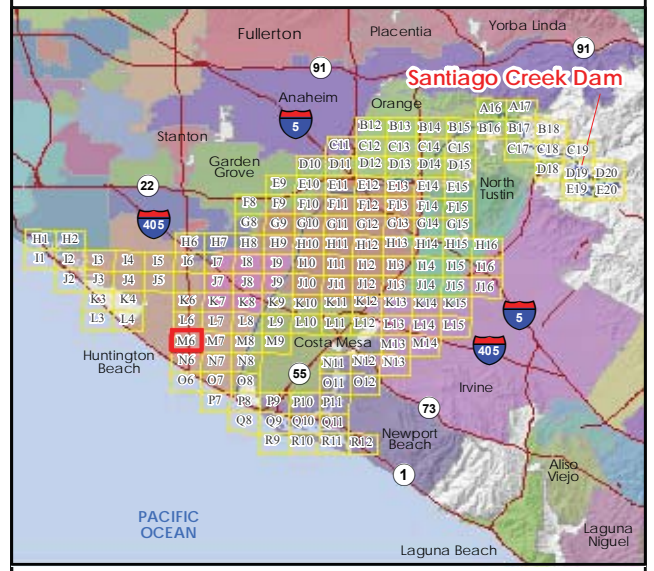 Fullerton
Placentia
Yorba Linda
91
91
Santiago Creek Dam
Anaheim
Orange
A16 A17
5
B12 B13 B14 B15 B16 B17 B18
Stanton
C11 C12 C13 C14 C15 C17 C18 C19
Garden
Grove
D10 D11 D12 D13 D14 D15 D18 D19 D20
22
E9 E10 E11 E12 E13 E14 E15 E19 E20
North
Tustin
F8 F9 F10 F11 F12 F13 F14 F15
405
G8 G9 G10 G11 G12 G13 G14 G15
H1 H2 H6 H7 H8 H9 H10 H11 H12 H13 H14 H15 H16
I1 I2 I3 I4 I5 I6 I7 I8 I9 I10 I11 I12 I13 I14 I15 I16
J2 J3 J4 J5 J7 J8 J9 J10 J11 J12 J13 J14 J15 J16
K3 K4 K6 K7 K8 K9 K10 K11 K12 K13 K14 K15
5
L3 L4 L6 L7 L8 L9 L10 L11 L12 L13 L14 L15
M6 M7 M8 M9 Costa Mesa M13 M14
405
Huntington
Beach
N6 N7 N8 N11 N12 N13
55
O6 O7 O8 O11 O12
Irvine
P7 P8 P9 P10 P11
73
Q8 Q9 Q10 Q11
Newport
Beach
R9 R10 R11 R12
1
Aliso
Viejo
PACIFIC
OCEAN
Laguna
Niguel
Laguna Beach